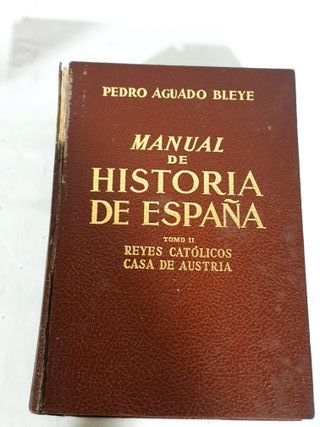 PEDRO AGUADO BLEYE
MANUAL
DE
HISTORIA
DE ESPAÑA
TOMO II
REYES CATÓLICOS
CASA DE AUSTRIA